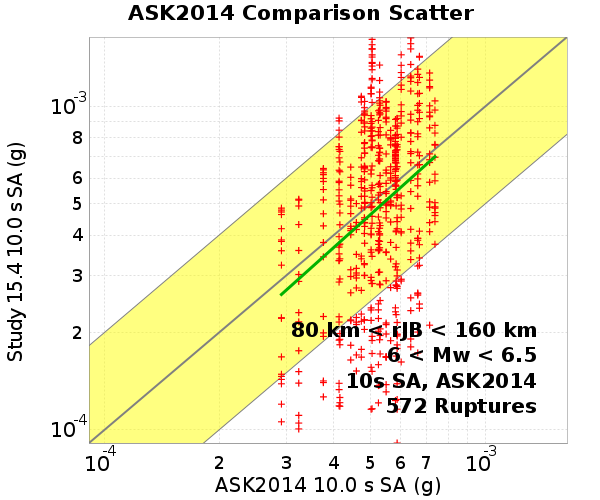 ASK2014 Comparison Scatter
Study 15.4 10.0 s SA (g)
10^-3
8
6
5
4
3
2
10^-4
80 km < rJB < 160 km
6 < Mw < 6.5
10s SA, ASK2014
572 Ruptures
10^-4 2 3 4 5 6 7 10^-3
ASK2014 10.0 s SA (g)